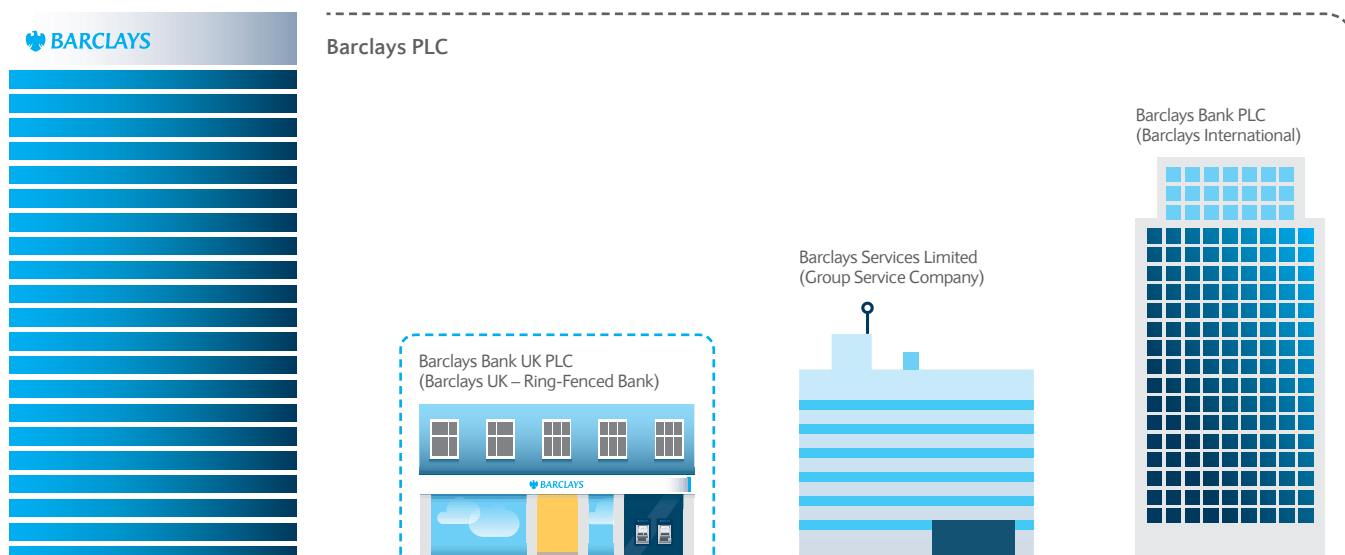 BARCLAYS
Barclays PLC
Barclays Bank PLC
(Barclays International)
Barclays Services Limited
(Group Service Company)
Barclays Bank UK PLC
(Barclays UK – Ring-Fenced Bank)
BARCLAYS